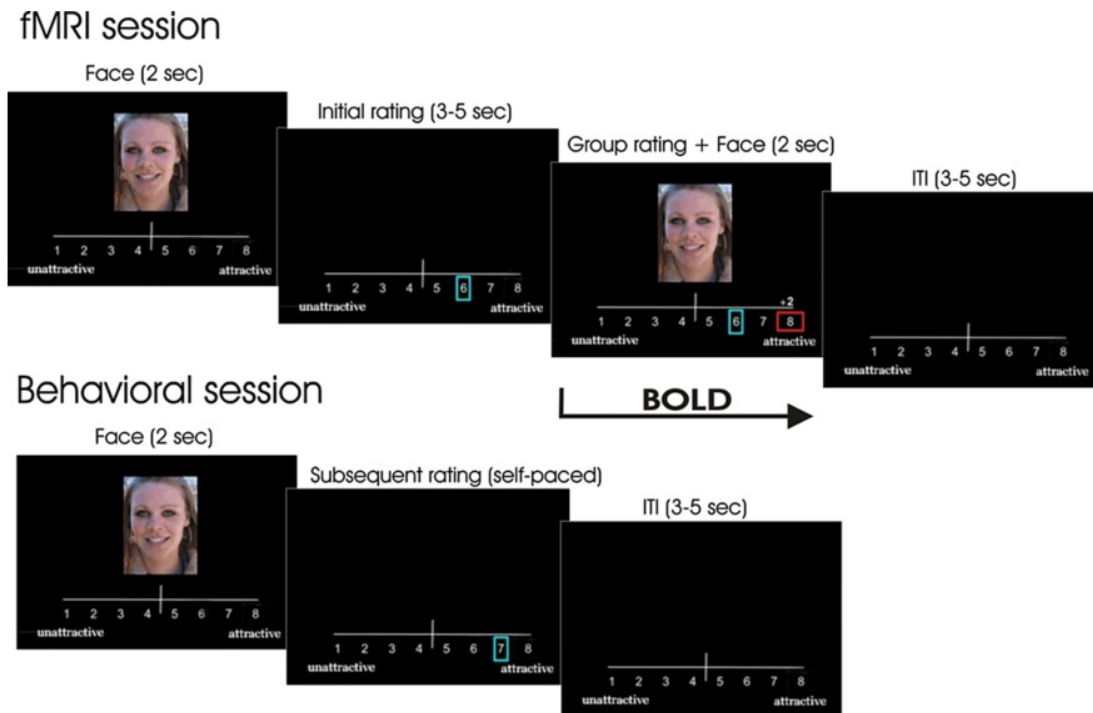 fMRI session
Face (2 sec)
1 2 3 4 5 6 7 8
unattractive attractive
Initial rating (3-5 sec)
1 2 3 4 5 6 7 8
unattractive attractive
Group rating + Face (2 sec)
+2
1 2 3 4 5 6 7 8
unattractive attractive
ITI (3-5 sec)
1 2 3 4 5 6 7 8
unattractive attractive
BOLD
Behavioral session
Face (2 sec)
1 2 3 4 5 6 7 8
unattractive attractive
Subsequent rating (self-paced)
1 2 3 4 5 6 7 8
unattractive attractive
ITI (3-5 sec)
1 2 3 4 5 6 7 8
unattractive attractive